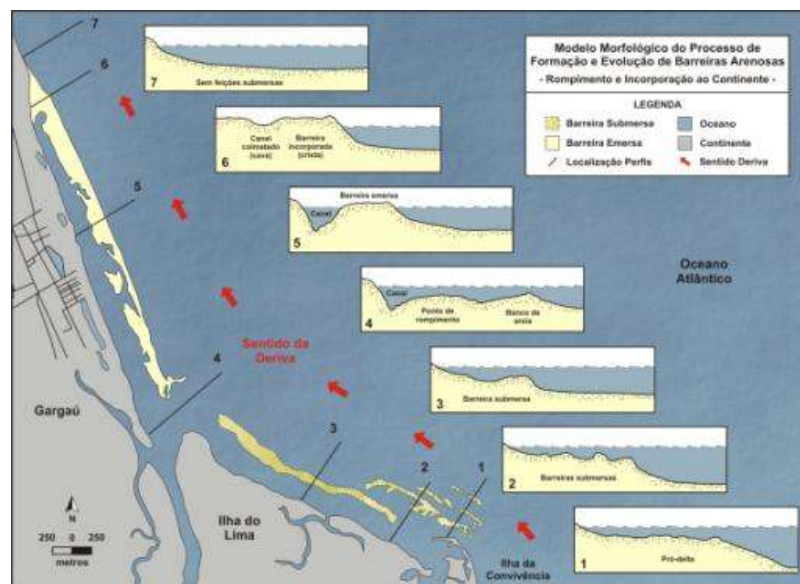 Modelo Morfológico do Processo de
Formação e Evolução de Barreiras Arenosas
- Rompimento e Incorporação ao Continente -
LEGENDA
Barreira Submersa
Oceano
Barreira Emersa
Continente
Localização Perfis
Sentido Deriva
7
6
5
4
3
2
1
7
Sem feições submersas
6
Canal
colmatado
(cava)
Barreira
incorporada
(crista)
5
Barreira emersa
Canal
4
Canal
Ponto de
rompimento
Banco de
areia
3
Barreira submersa
2
Barreiras submersas
1
Pró-delta
Oceano
Atlântico
Sentido da
Deriva
Gargaú
Ilha do
Lima
Ilha da
Convivência
N
250 0 250
metros